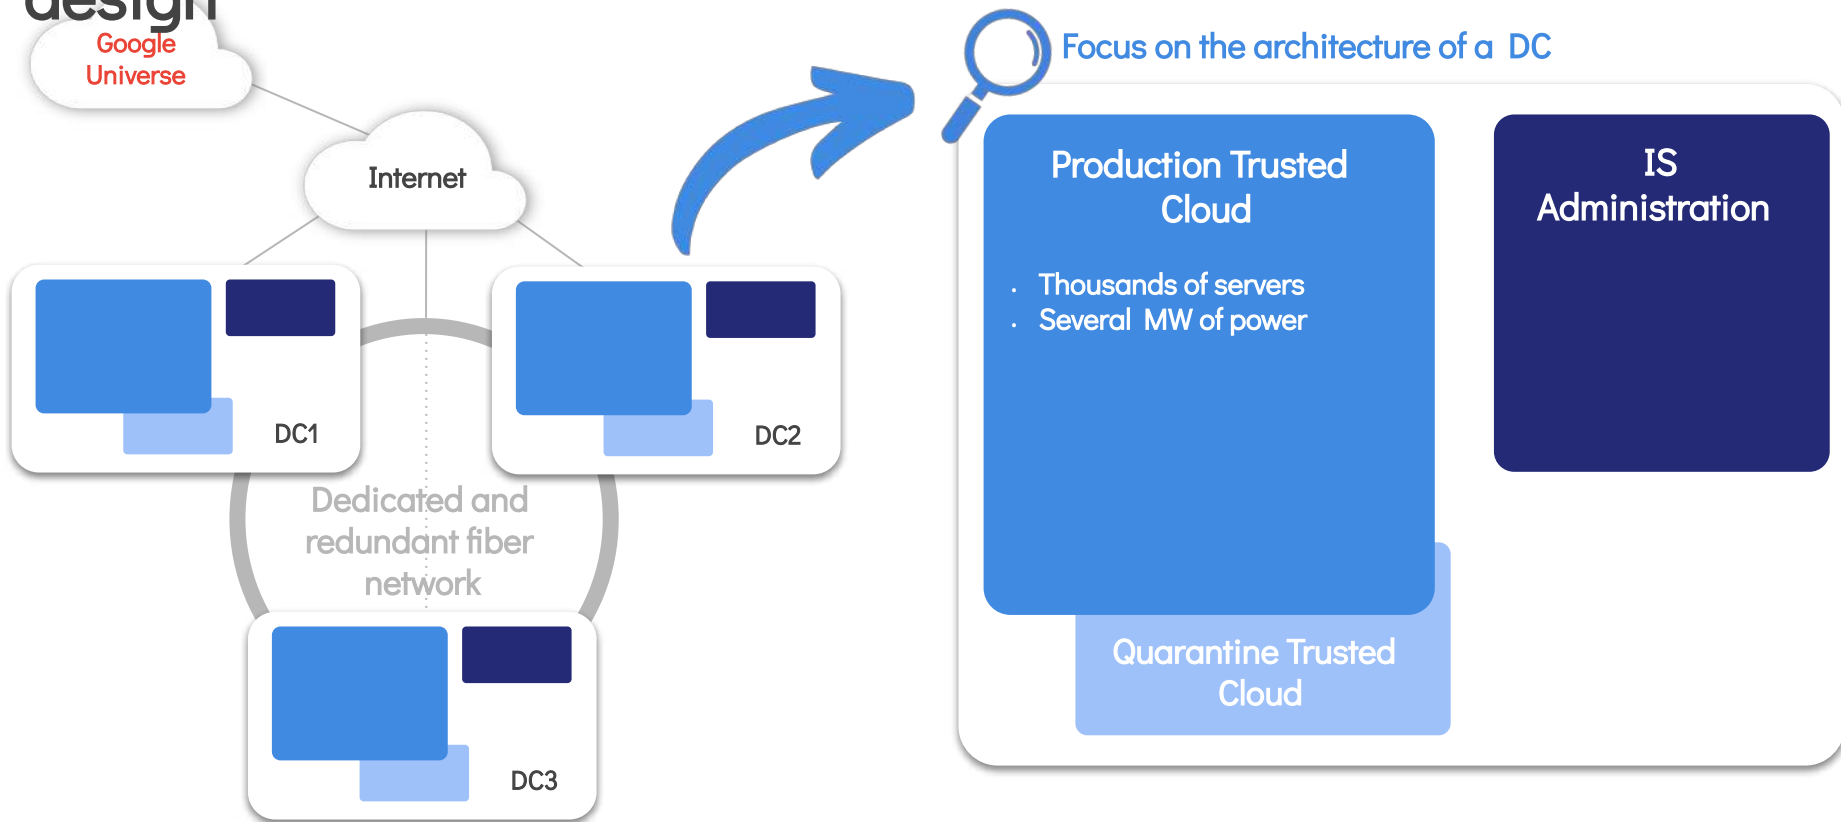 design
Google
Universe
Internet
DC1
DC2
Dedicated and
redundant fiber
network
DC3
Focus on the architecture of a DC
Production Trusted
Cloud
• Thousands of servers
• Several MW of power
Quarantine Trusted
Cloud
IS
Administration